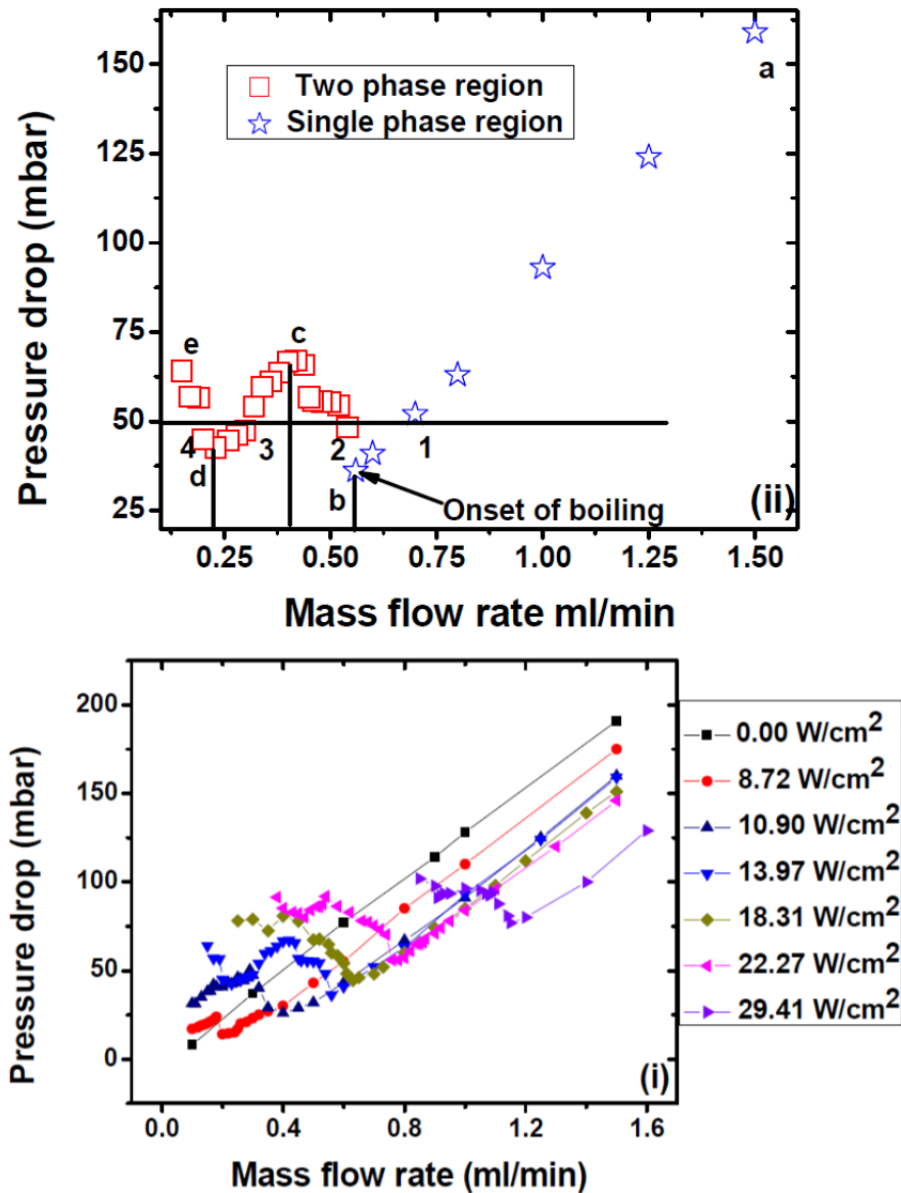 150
125
100
75
50
25
Pressure drop (mbar)
Two phase region
Single phase region
a
e
c
4
3
2
1
d
b
Onset of boiling
(ii)
0.25 0.50 0.75 1.00 1.25 1.50
Mass flow rate ml/min
200
150
100
50
0
Pressure drop (mbar)
(i)
0.0 0.4 0.8 1.2 1.6
Mass flow rate (ml/min)
0.00 W/cm²
8.72 W/cm²
10.90 W/cm²
13.97 W/cm²
18.31 W/cm²
22.27 W/cm²
29.41 W/cm²